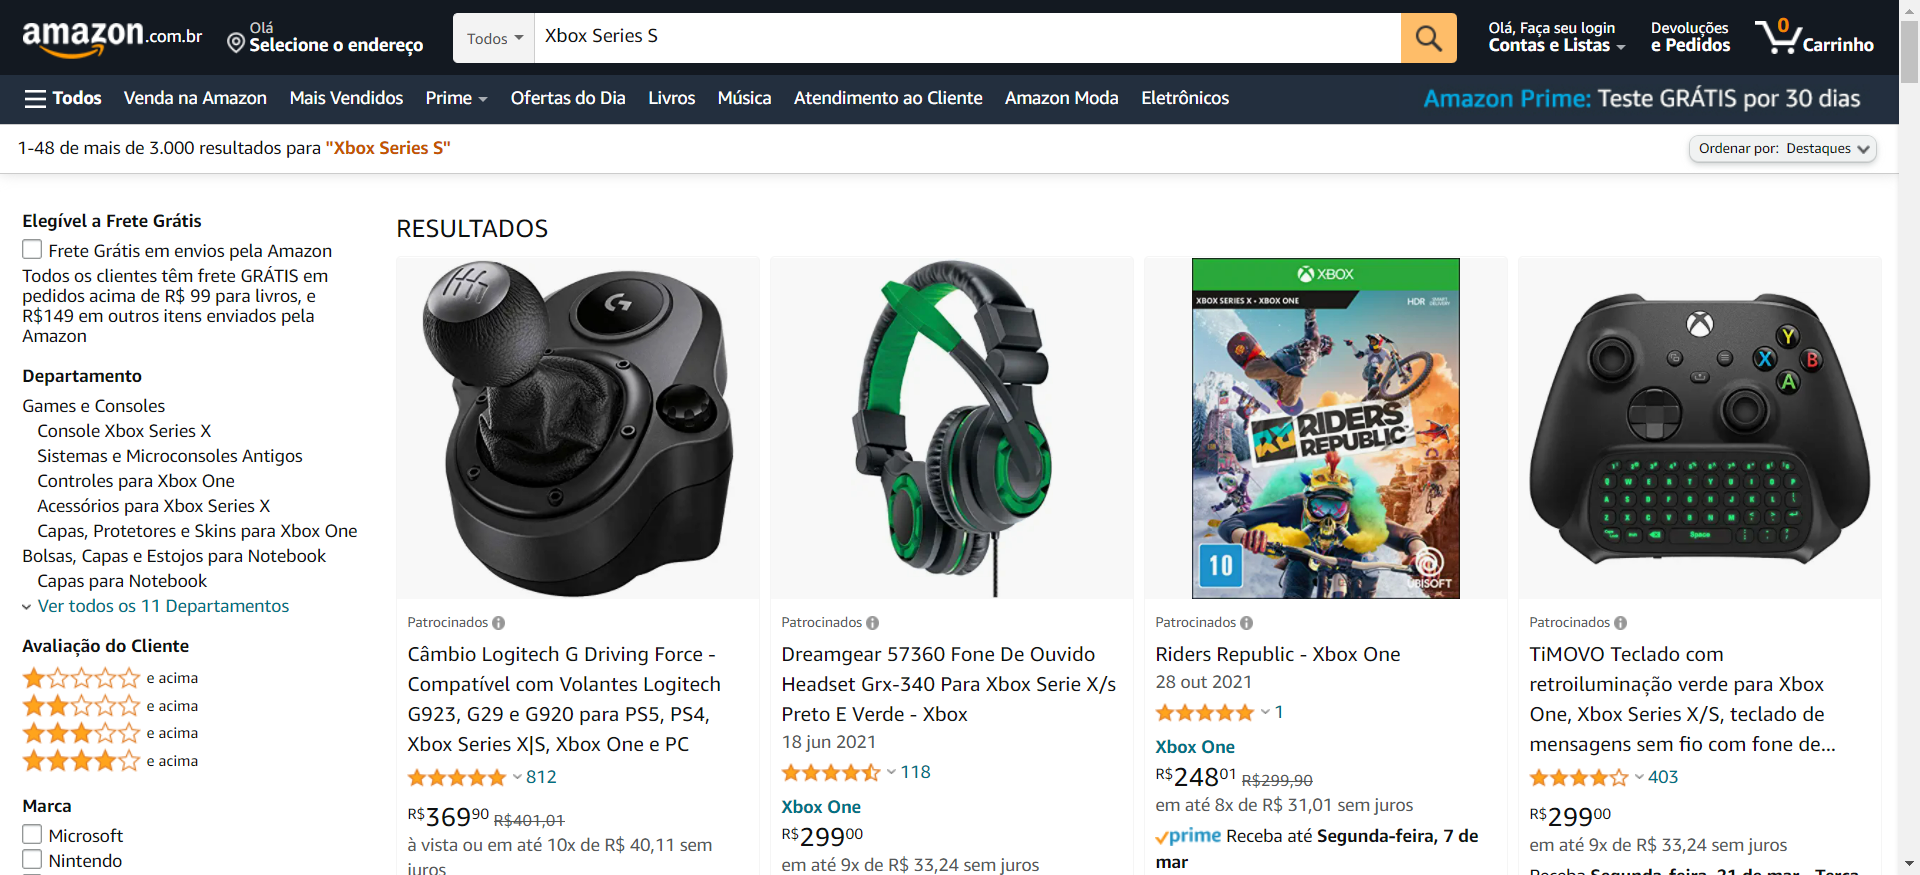 amazon.com.br
Olá
Selecione o endereço
Todos
Xbox Series S
Olá, Faça seu login
Contas e Listas
Devoluções
e Pedidos
0
Carrinho
Todos
Venda na Amazon
Mais Vendidos
Prime
Ofertas do Dia
Livros
Música
Atendimento ao Cliente
Amazon Moda
Eletrônicos
Amazon Prime: Teste GRÁTIS por 30 dias
1-48 de mais de 3.000 resultados para "Xbox Series S"
Ordenar por: Destaques
Elegível a Frete Grátis
Frete Grátis em envios pela Amazon
Todos os clientes têm frete GRÁTIS em
pedidos acima de R$ 99 para livros, e
R$149 em outros itens enviados pela
Amazon
Departamento
Games e Consoles
Console Xbox Series X
Sistemas e Microconsoles Antigos
Controles para Xbox One
Acessórios para Xbox Series X
Capas, Protetores e Skins para Xbox One
Bolsas, Capas e Estojos para Notebook
Capas para Notebook
Ver todos os 11 Departamentos
Avaliação do Cliente
e acima
e acima
e acima
e acima
Marca
Microsoft
Nintendo
RESULTADOS
G
Patrocinados
Câmbio Logitech G Driving Force -
Compatível com Volantes Logitech
G923, G29 e G920 para PS5, PS4,
Xbox Series X|S, Xbox One e PC
812
R$36990 R$401,01
à vista ou em até 10x de R$ 40,11 sem
juros
Patrocinados
Dreamgear 57360 Fone De Ouvido
Headset Grx-340 Para Xbox Serie X/s
Preto E Verde - Xbox
18 jun 2021
118
Xbox One
R$29900
em até 9x de R$ 33,24 sem juros
XBOX
XBOX SERIES X • XBOX ONE
HDR
RIDERS
REPUBLIC
10
UBISOFT
Patrocinados
Riders Republic - Xbox One
28 out 2021
1
Xbox One
R$24801 R$299,90
em até 8x de R$ 31,01 sem juros
prime Receba até Segunda-feira, 7 de
mar
Y
X
B
A
Space
Patrocinados
TiMOVO Teclado com
retroiluminação verde para Xbox
One, Xbox Series X/S, teclado de
mensagens sem fio com fone de...
403
R$29900
em até 9x de R$ 33,24 sem juros
Receba Segunda-feira, 21 de mar - Terça